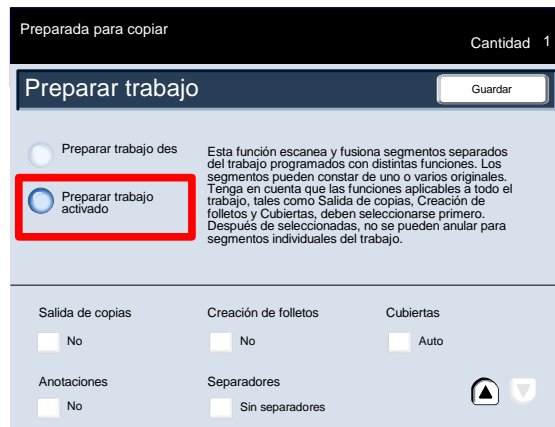 Preparada para copiar
Cantidad 1
Preparar trabajo
Guardar
Preparar trabajo des
Esta función escanea y fusiona segmentos separados
del trabajo programados con distintas funciones. Los
segmentos pueden constar de uno o varios originales.
Tenga en cuenta que las funciones aplicables a todo el
trabajo, tales como Salida de copias, Creación de
folletos y Cubiertas, deben seleccionarse primero.
Después de seleccionadas, no se pueden anular para
segmentos individuales del trabajo.
Preparar trabajo
activado
Salida de copias
Creación de folletos
Cubiertas
No
No
Auto
Anotaciones
Separadores
No
Sin separadores